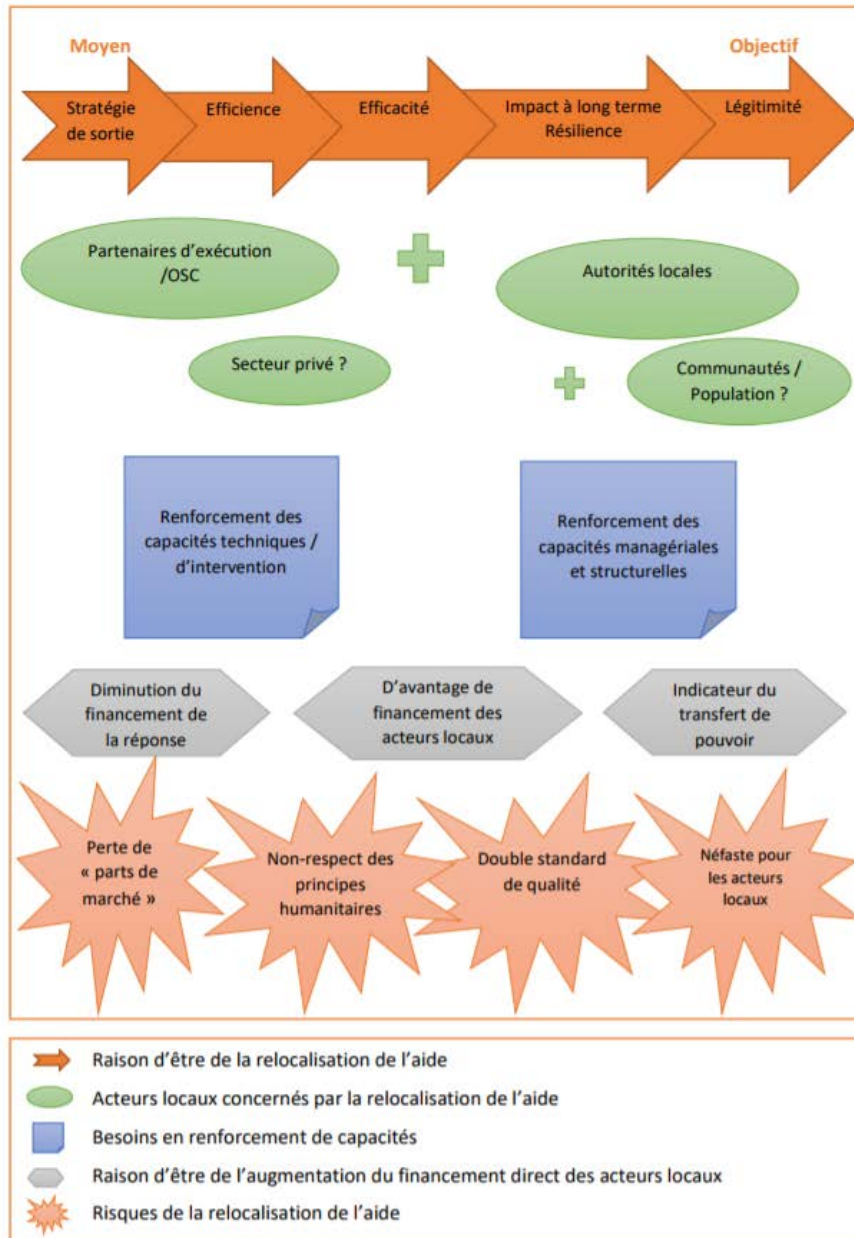 Moyen
Objectif
Stratégie
de sortie
Efficience
Efficacité
Impact à long terme
Résilience
Légitimité
Partenaires d'exécution
/OSC
Autorités locales
Secteur privé ?
Communautés /
Population ?
Renforcement des
capacités techniques /
d'intervention
Renforcement des
capacités managériales
et structurelles
Diminution du
financement de
la réponse
D'avantage de
financement des
acteurs locaux
Indicateur du
transfert de
pouvoir
Perte de
« parts de
marché »
Non-respect des
principes
humanitaires
Double standard
de qualité
Néfaste pour
les acteurs
locaux
Raison d'être de la relocalisation de l'aide
Acteurs locaux concernés par la relocalisation de l'aide
Besoins en renforcement de capacités
Raison d'être de l'augmentation du financement direct des acteurs locaux
Risques de la relocalisation de l'aide